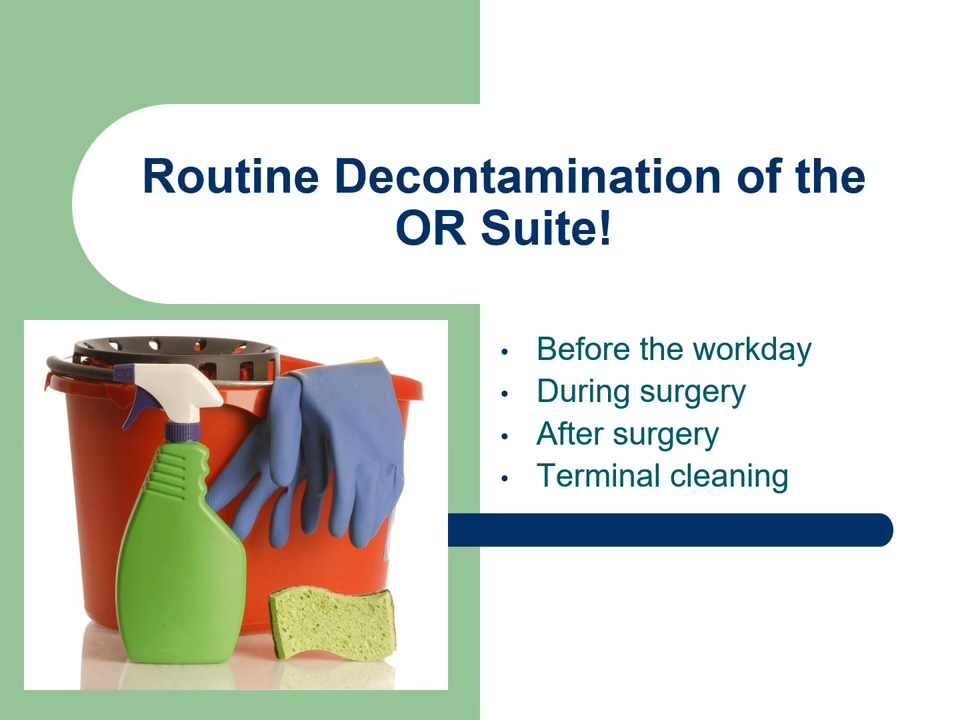 Routine Decontamination of the
OR Suite!
• Before the workday
• During surgery
• After surgery
• Terminal cleaning